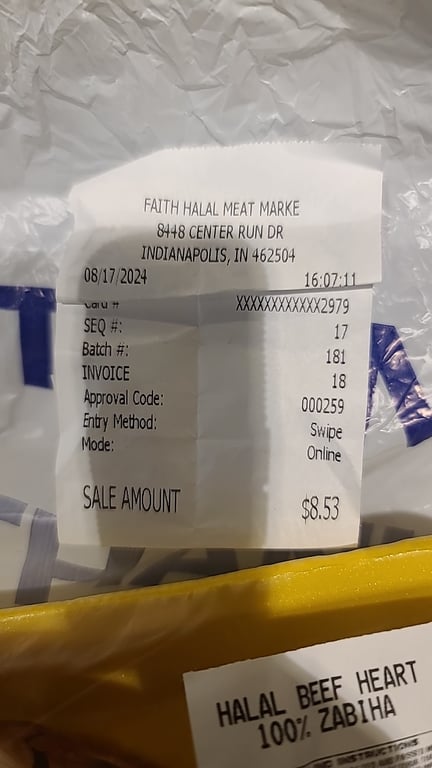 FAITH HALAL MEAT MARKE
8448 CENTER RUN DR
INDIANAPOLIS, IN 462504
08/17/2024 16:07:11
Card # XXXXXXXXXXXX2979
SEQ #: 17
Batch #: 181
INVOICE 18
Approval Code: 000259
Entry Method: Swipe
Mode: Online
SALE AMOUNT $8.53
HALAL BEEF HEART
100% ZABIHA
INSTRUCTIONS